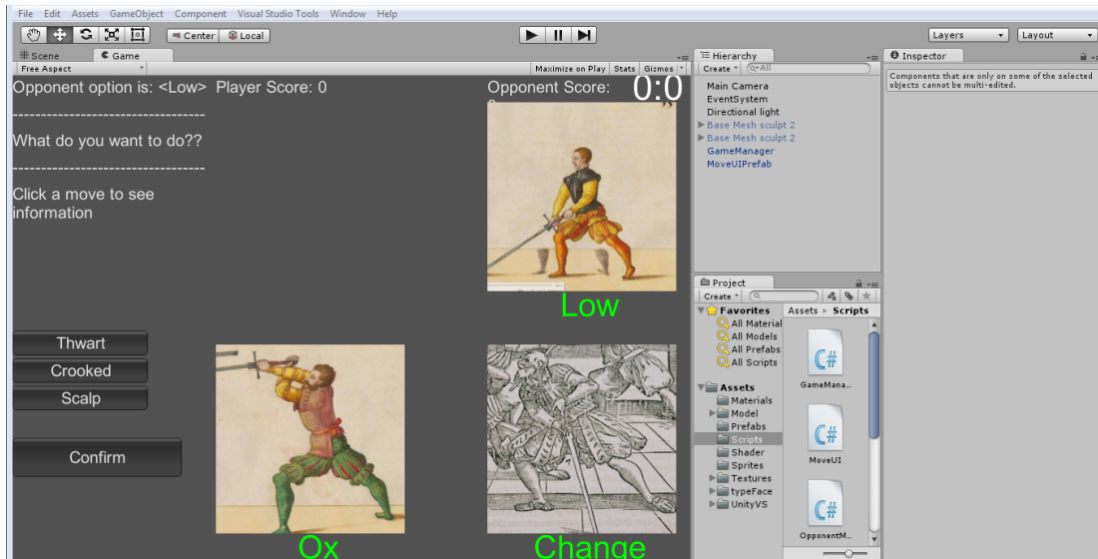 File Edit Assets GameObject Component Visual Studio Tools Window Help
Center Local
Layers Layout
Scene Game
Free Aspect Maximize on Play Stats Gizmos
Opponent option is: <Low> Player Score: 0
Opponent Score:
0:0
----------------------------------
What do you want to do??
----------------------------------
Click a move to see
information
Low
Thwart
Crooked
Scalp
Confirm
Ox
Change
Hierarchy
Create All
Main Camera
EventSystem
Directional light
Base Mesh sculpt 2
Base Mesh sculpt 2
GameManager
MoveUIPrefab
Project
Create
Favorites
All Material
All Models
All Prefabs
All Scripts
Assets
Materials
Model
Prefabs
Scripts
Shader
Sprites
Textures
typeFace
UnityVS
Assets Scripts
C#
GameMana..
C#
MoveUI
C#
OpponentM..
Inspector
Components that are only on some of the selected
objects cannot be multi-edited.